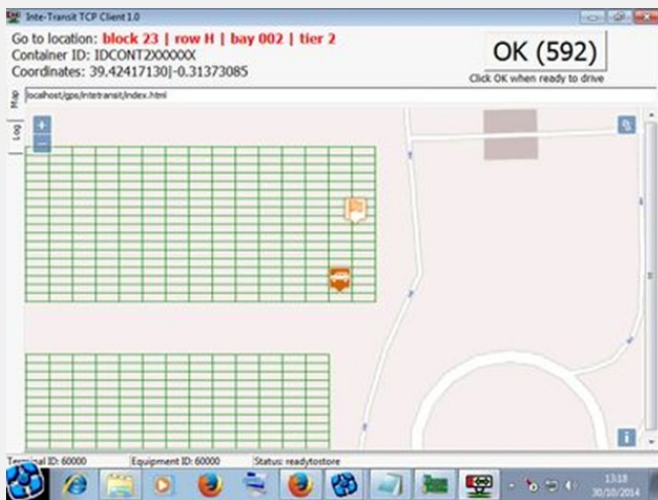 Inte-Transit TCP Client 1.0
Go to location: block 23 | row H | bay 002 | tier 2
Container ID: IDCONT2XXXXXX
Coordinates: 39.42417130|-0.31373085
OK (592)
Click OK when ready to drive
Map
localhost/gps/intetransit/index.html
Log
+
−
i
Terminal ID: 60000 Equipment ID: 60000 Status: readytostore
13:18
30/10/2014